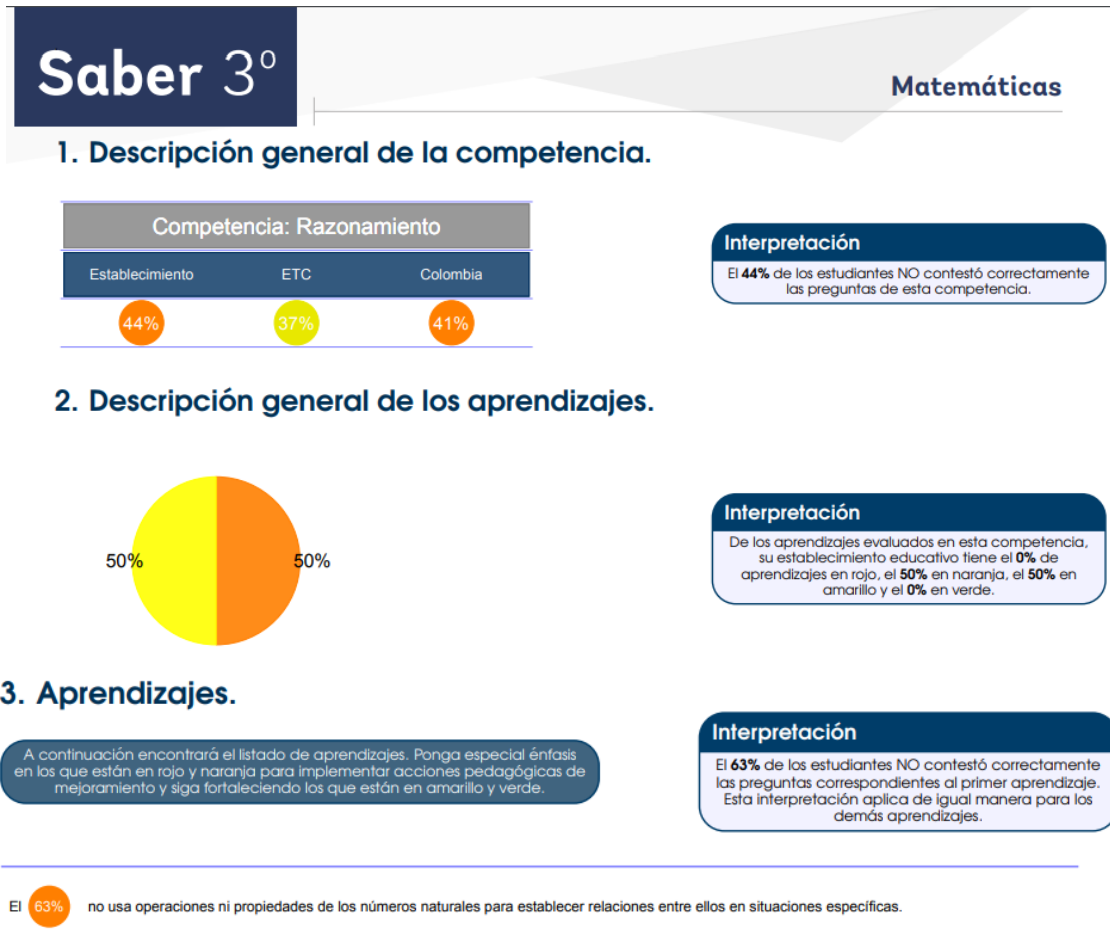 Saber 3º
Matemáticas
1. Descripción general de la competencia.
Competencia: Razonamiento
Establecimiento ETC Colombia
44% 37% 41%
Interpretación
El 44% de los estudiantes NO contestó correctamente
las preguntas de esta competencia.
2. Descripción general de los aprendizajes.
50% 50%
Interpretación
De los aprendizajes evaluados en esta competencia,
su establecimiento educativo tiene el 0% de
aprendizajes en rojo, el 50% en naranja, el 50% en
amarillo y el 0% en verde.
3. Aprendizajes.
A continuación encontrará el listado de aprendizajes. Ponga especial énfasis
en los que están en rojo y naranja para implementar acciones pedagógicas de
mejoramiento y siga fortaleciendo los que están en amarillo y verde.
Interpretación
El 63% de los estudiantes NO contestó correctamente
las preguntas correspondientes al primer aprendizaje.
Esta interpretación aplica de igual manera para los
demás aprendizajes.
El 63% no usa operaciones ni propiedades de los números naturales para establecer relaciones entre ellos en situaciones específicas.